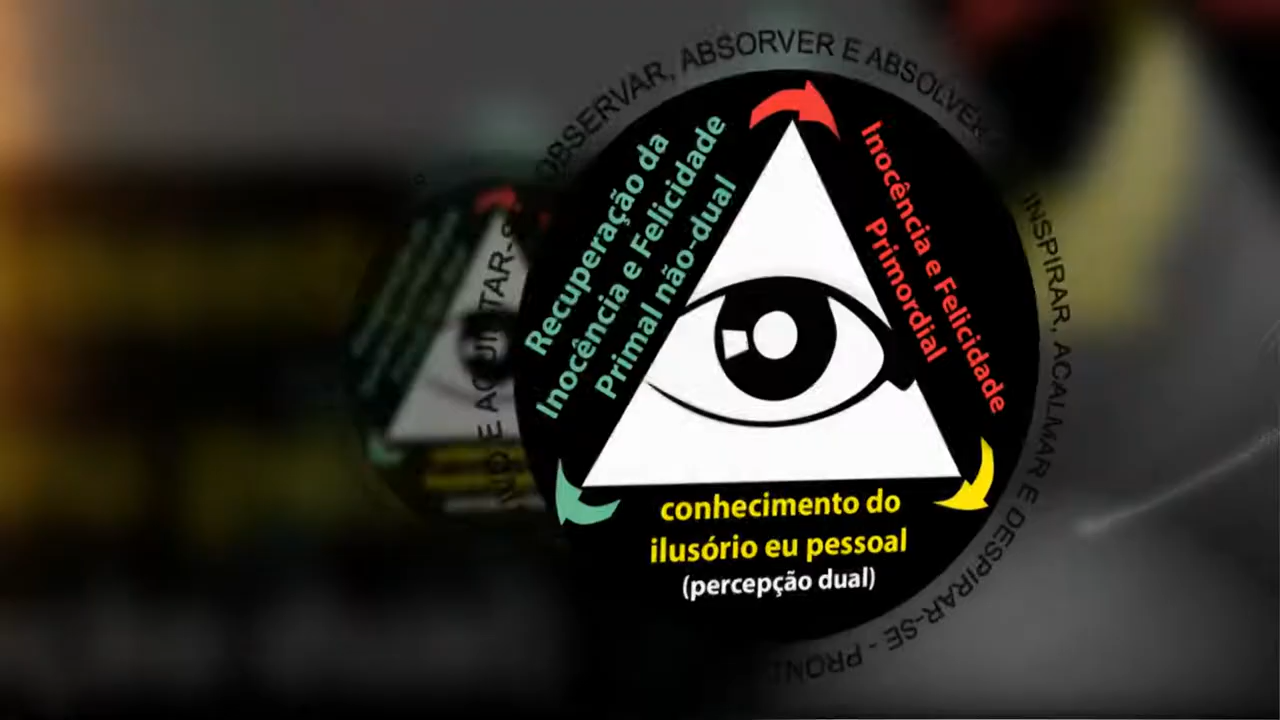 OBSERVAR, ABSORVER E ABSOLVER
INSPIRAR, ACALMAR E DESPIRAR-SE -
Recuperação da
Inocência e Felicidade
Primal não-dual
Inocência e Felicidade
Primordial
conhecimento do
ilusório eu pessoal
(percepção dual)